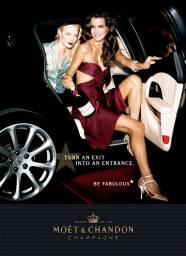 TURN AN EXIT
INTO AN ENTRANCE.
BE FABULOUS*
MOËT & CHANDON
CHAMPAGNE